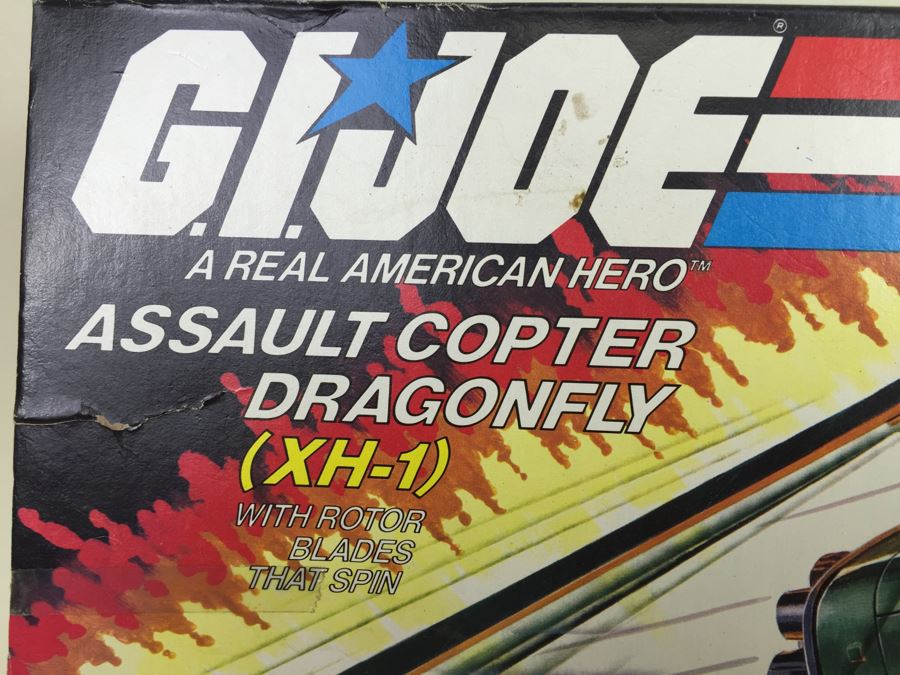 G.I. JOE ®
A REAL AMERICAN HERO™
ASSAULT COPTER
DRAGONFLY
(XH-1)
WITH ROTOR
BLADES
THAT SPIN